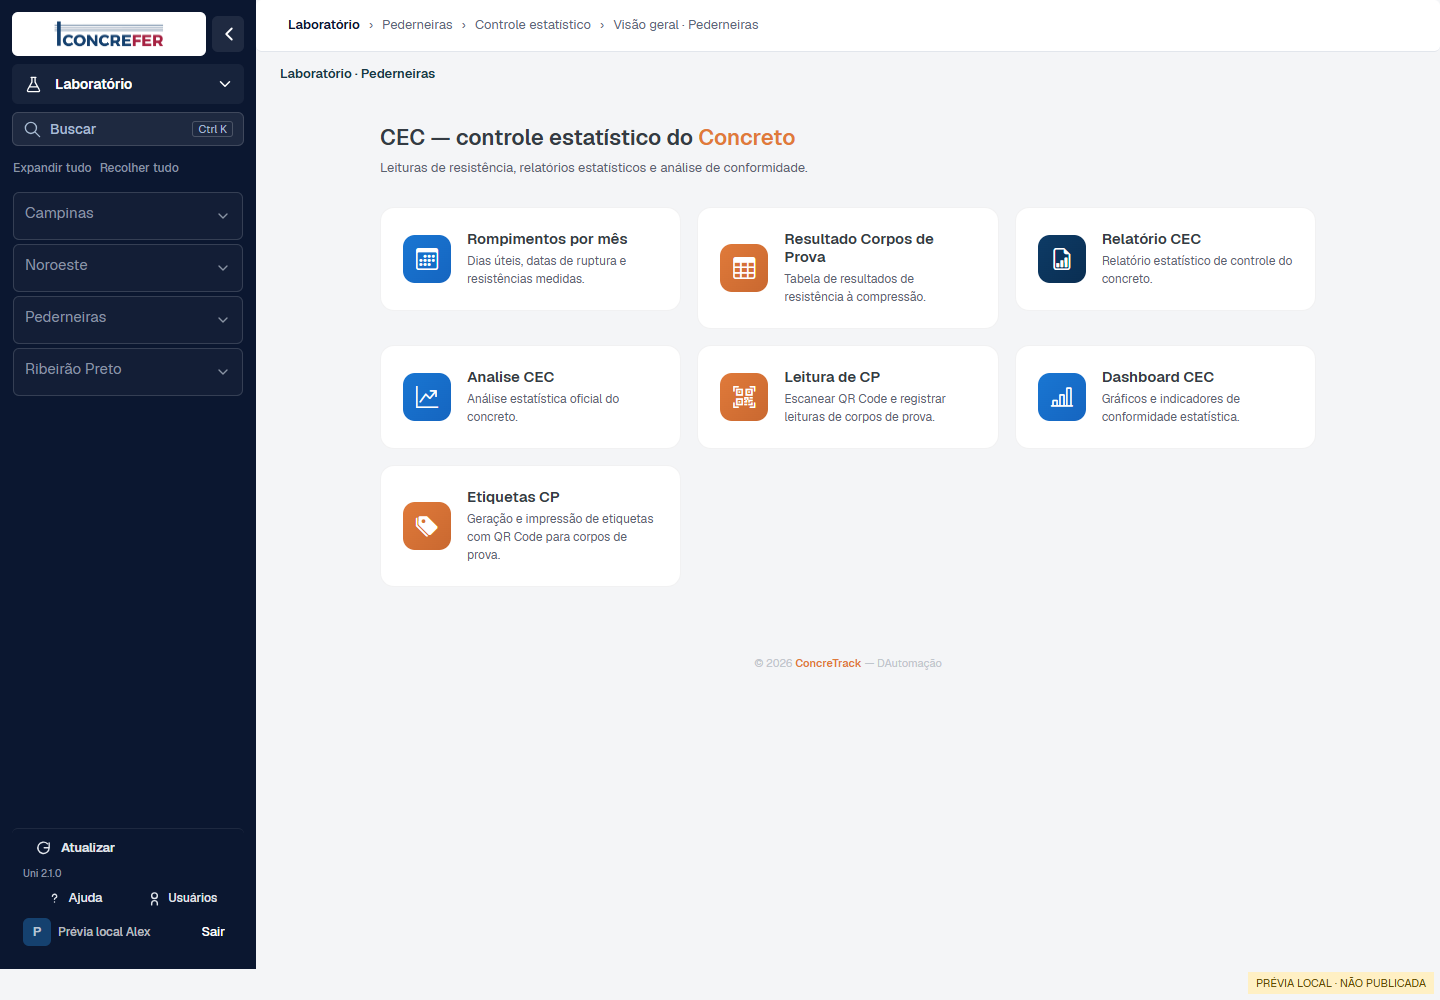 CONCREFER
Laboratório
Buscar Ctrl K
Expandir tudo Recolher tudo
Campinas
Noroeste
Pederneiras
Ribeirão Preto
Atualizar
Uni 2.1.0
? Ajuda Usuários
P Prévia local Alex Sair
Laboratório › Pederneiras › Controle estatístico › Visão geral · Pederneiras
Laboratório · Pederneiras
CEC — controle estatístico do Concreto
Leituras de resistência, relatórios estatísticos e análise de conformidade.
Rompimentos por mês
Dias úteis, datas de ruptura e
resistências medidas.
Resultado Corpos de
Prova
Tabela de resultados de
resistência à compressão.
Relatório CEC
Relatório estatístico de controle do
concreto.
Analise CEC
Análise estatística oficial do
concreto.
Leitura de CP
Escanear QR Code e registrar
leituras de corpos de prova.
Dashboard CEC
Gráficos e indicadores de
conformidade estatística.
Etiquetas CP
Geração e impressão de etiquetas
com QR Code para corpos de
prova.
© 2026 ConcreTrack — DAutomação
PRÉVIA LOCAL · NÃO PUBLICADA